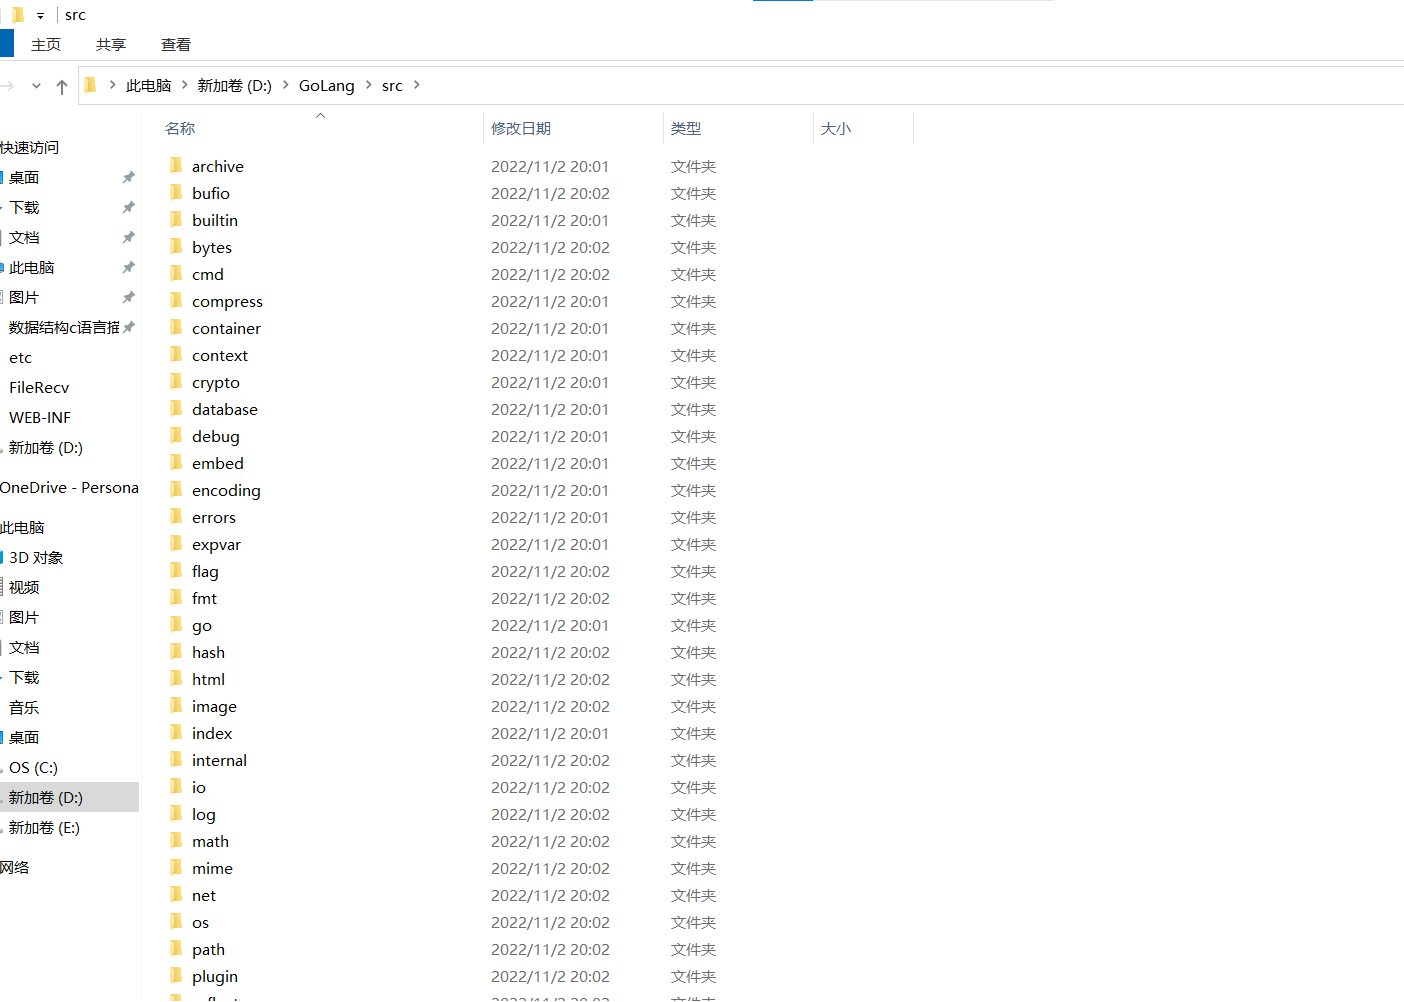 src
主页 共享 查看
此电脑 新加卷 (D:) GoLang src
名称 修改日期 类型 大小
快速访问
桌面
下载
文档
此电脑
图片
数据结构c语言描
etc
FileRecv
WEB-INF
新加卷 (D:)
OneDrive - Persona
此电脑
3D 对象
视频
图片
文档
下载
音乐
桌面
OS (C:)
新加卷 (D:)
新加卷 (E:)
网络
archive 2022/11/2 20:01 文件夹
bufio 2022/11/2 20:02 文件夹
builtin 2022/11/2 20:01 文件夹
bytes 2022/11/2 20:02 文件夹
cmd 2022/11/2 20:02 文件夹
compress 2022/11/2 20:01 文件夹
container 2022/11/2 20:01 文件夹
context 2022/11/2 20:01 文件夹
crypto 2022/11/2 20:01 文件夹
database 2022/11/2 20:01 文件夹
debug 2022/11/2 20:01 文件夹
embed 2022/11/2 20:01 文件夹
encoding 2022/11/2 20:01 文件夹
errors 2022/11/2 20:01 文件夹
expvar 2022/11/2 20:01 文件夹
flag 2022/11/2 20:02 文件夹
fmt 2022/11/2 20:02 文件夹
go 2022/11/2 20:01 文件夹
hash 2022/11/2 20:02 文件夹
html 2022/11/2 20:02 文件夹
image 2022/11/2 20:02 文件夹
index 2022/11/2 20:01 文件夹
internal 2022/11/2 20:02 文件夹
io 2022/11/2 20:02 文件夹
log 2022/11/2 20:02 文件夹
math 2022/11/2 20:02 文件夹
mime 2022/11/2 20:02 文件夹
net 2022/11/2 20:02 文件夹
os 2022/11/2 20:02 文件夹
path 2022/11/2 20:02 文件夹
plugin 2022/11/2 20:02 文件夹